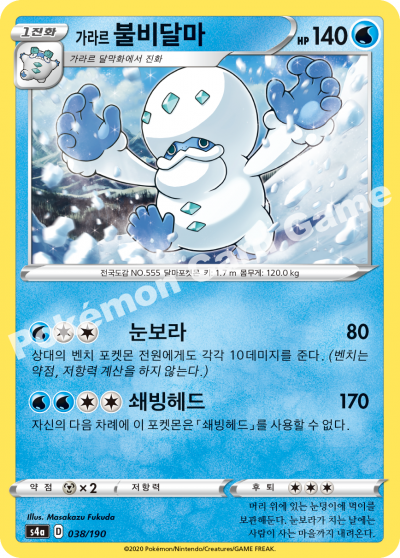 1진화
가라르 불비달마
HP 140
가라르 달막화에서 진화
전국도감 NO.555 달마포켓몬 키: 1.7 m 몸무게: 120.0 kg
Pokémon Card Game
눈보라 80
상대의 벤치 포켓몬 전원에게도 각각 10데미지를 준다. (벤치는
약점, 저항력 계산을 하지 않는다.)
쇄빙헤드 170
자신의 다음 차례에 이 포켓몬은 「쇄빙헤드」를 사용할 수 없다.
약점 ×2 저항력 후퇴
Illus. Masakazu Fukuda
s4a D 038/190
머리 위에 있는 눈덩이에 먹이를
보관해둔다. 눈보라가 치는 날에는
사람이 사는 마을까지 내려온다.
©2020 Pokémon/Nintendo/Creatures/GAME FREAK.